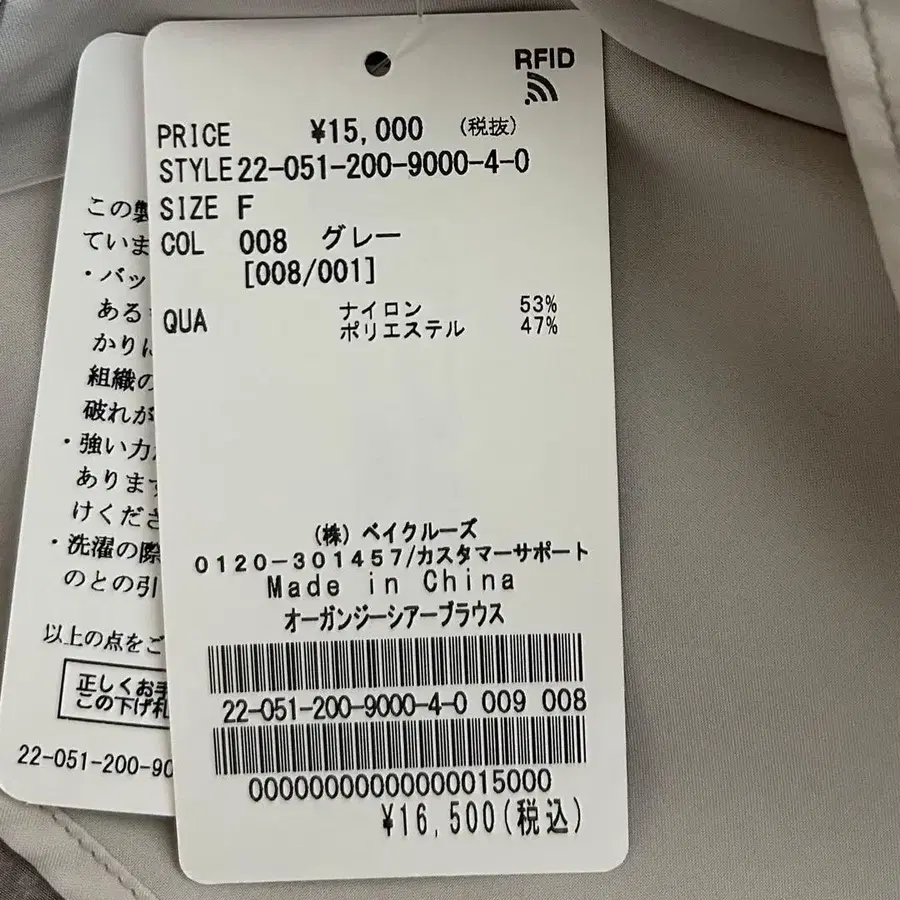 RFID
PRICE ¥15,000 (税抜)
STYLE 22-051-200-9000-4-0
SIZE F
COL 008 グレー
[008/001]
QUA ナイロン 53%
ポリエステル 47%
(株) ベイクルーズ
0120-301457/カスタマーサポート
Made in China
オーガンジーシアーブラウス
22-051-200-9000-4-0 009 008
00000000000000015000
¥16,500(税込)
この製
ていま
・バッ
ある
かりに
組織の
破れが
・強い力
あります
けくださ
・洗濯の際
のとの引
以上の点をご
正しくお手
この下げ札
22-051-200-90